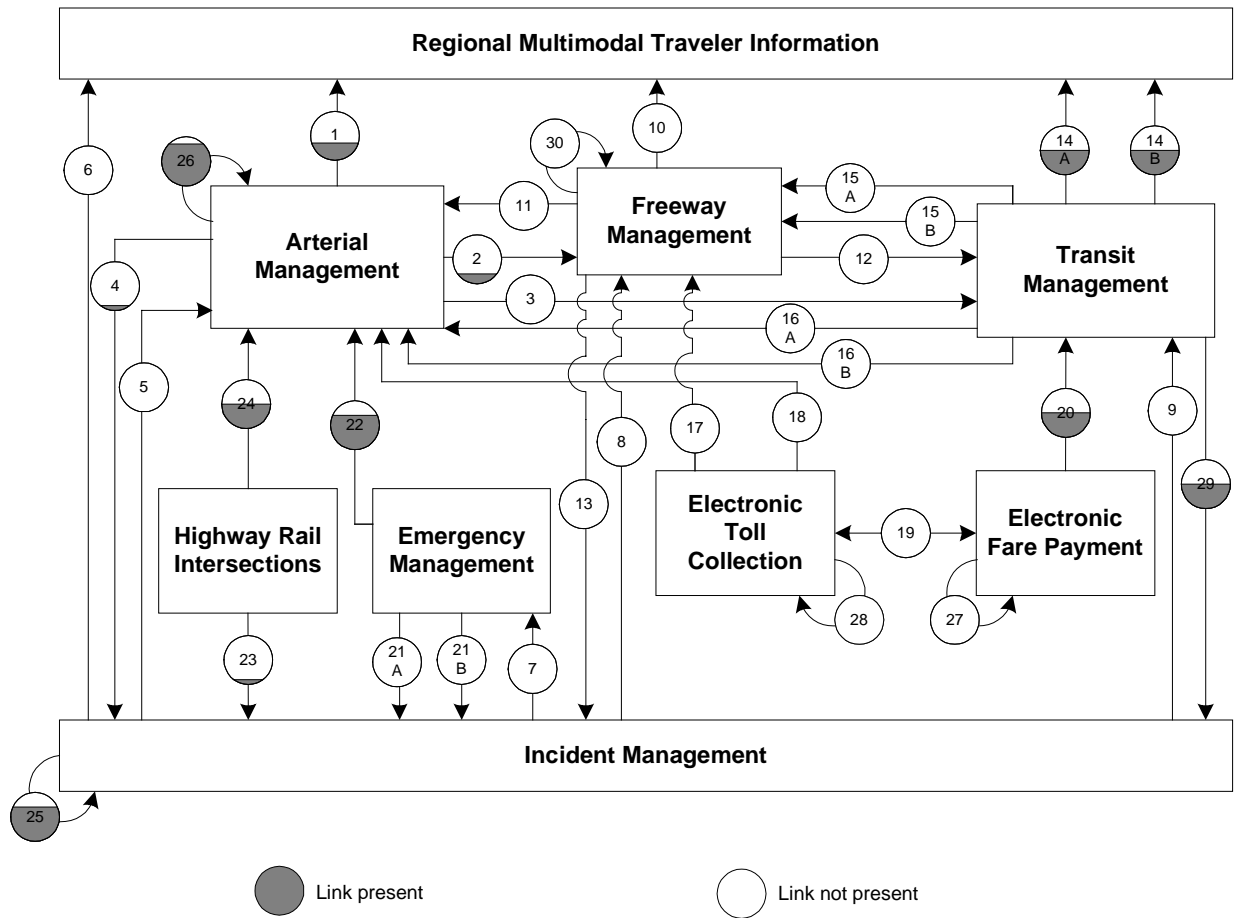 Regional Multimodal Traveler Information
1
10
14
A
14
B
6
26
30
15
A
11
Freeway
Management
15
B
Arterial
Management
2
12
Transit
Management
4
3
16
A
5
16
B
24
22
8
17
18
20
9
13
29
Highway Rail
Intersections
Emergency
Management
Electronic
Toll
Collection
19
Electronic
Fare Payment
28
27
23
21
A
21
B
7
Incident Management
25
Link present
Link not present